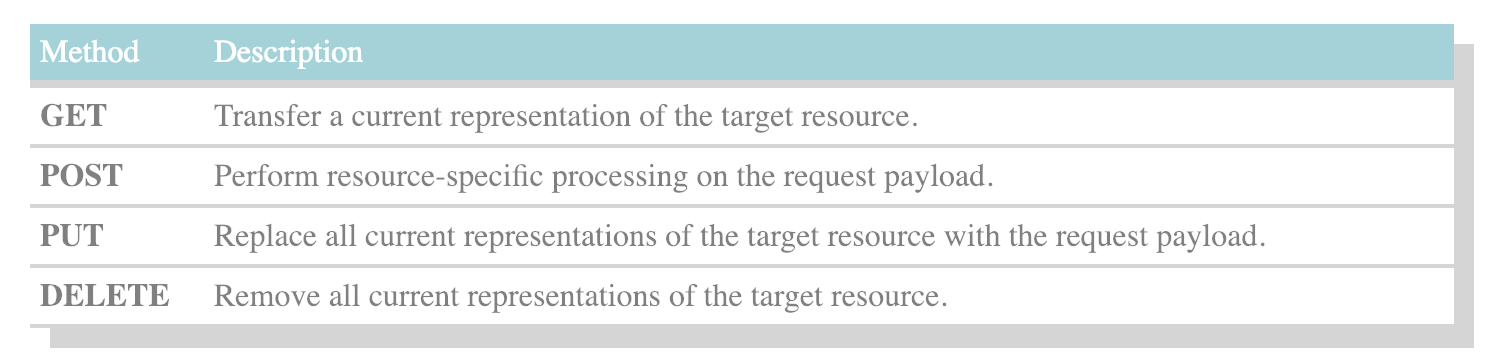 Method Description
GET Transfer a current representation of the target resource.
POST Perform resource-specific processing on the request payload.
PUT Replace all current representations of the target resource with the request payload.
DELETE Remove all current representations of the target resource.